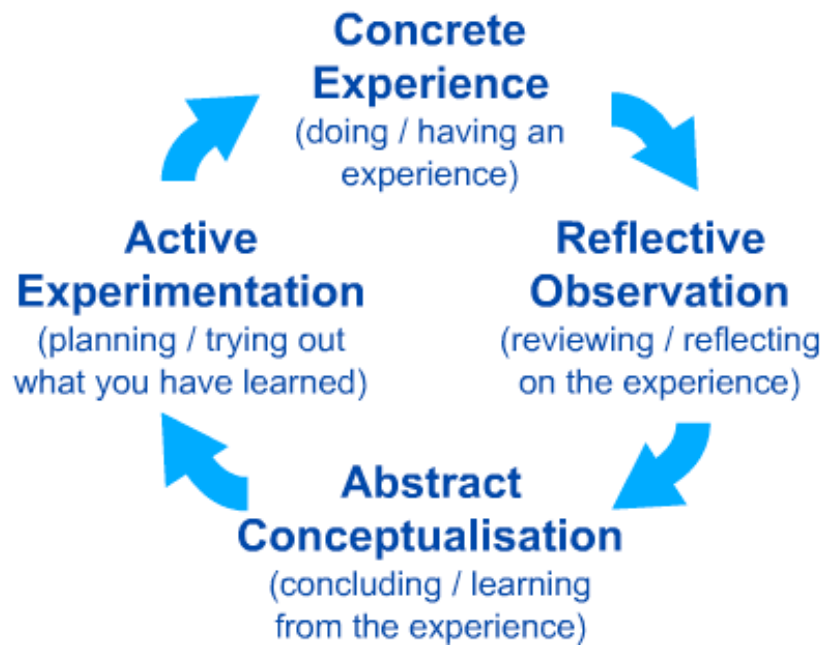 Concrete
Experience
(doing / having an
experience)
Reflective
Observation
(reviewing / reflecting
on the experience)
Abstract
Conceptualisation
(concluding / learning
from the experience)
Active
Experimentation
(planning / trying out
what you have learned)